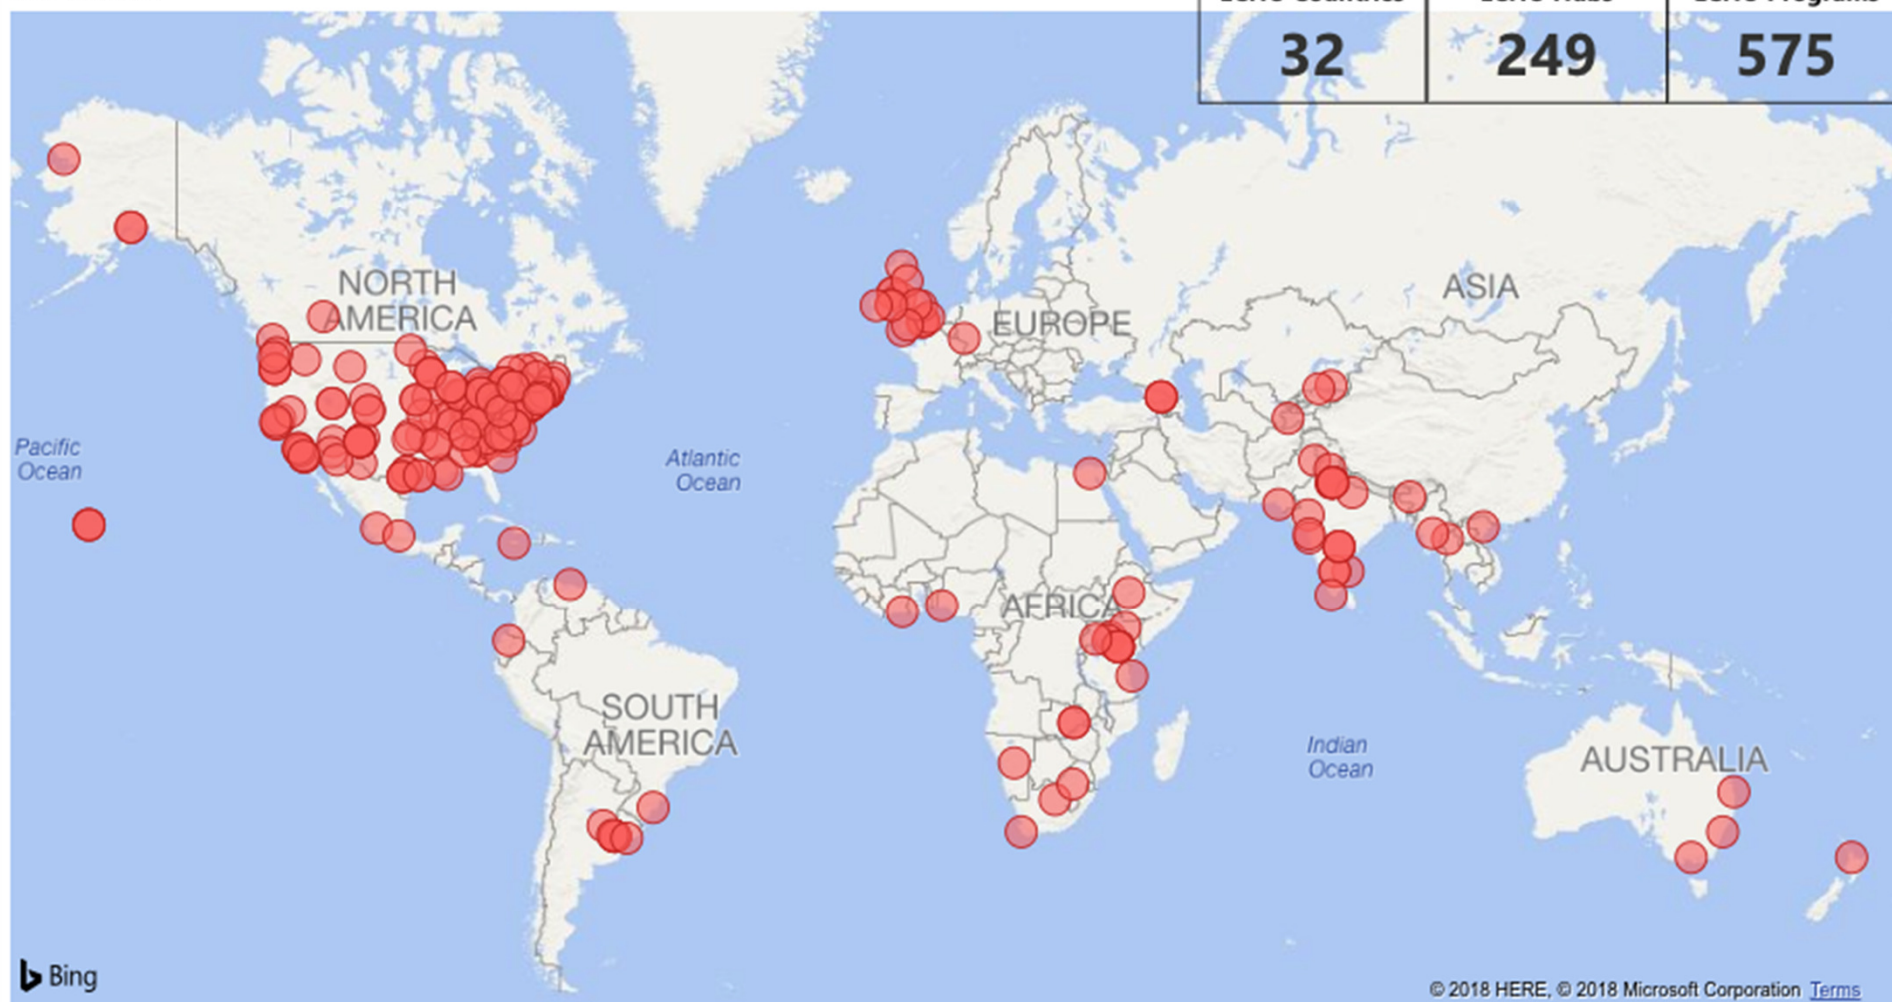 32
249
575
NORTH
AMERICA
EUROPE
ASIA
Pacific
Ocean
Atlantic
Ocean
AFRICA
SOUTH
AMERICA
Indian
Ocean
AUSTRALIA
Bing
© 2018 HERE, © 2018 Microsoft Corporation Terms